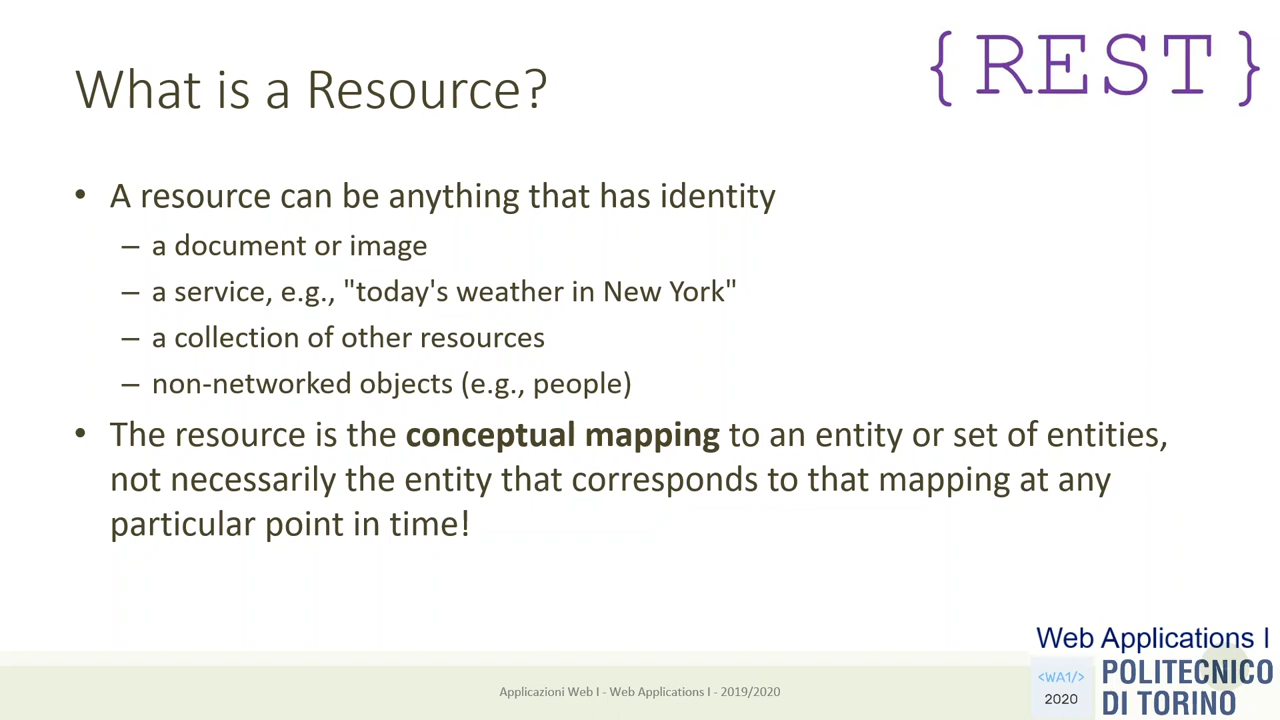 {REST}
What is a Resource?
• A resource can be anything that has identity
– a document or image
– a service, e.g., "today's weather in New York"
– a collection of other resources
– non-networked objects (e.g., people)
• The resource is the conceptual mapping to an entity or set of entities,
not necessarily the entity that corresponds to that mapping at any
particular point in time!
Applicazioni Web I - Web Applications I - 2019/2020
Web Applications I
<WA1/>
2020
POLITECNICO
DI TORINO